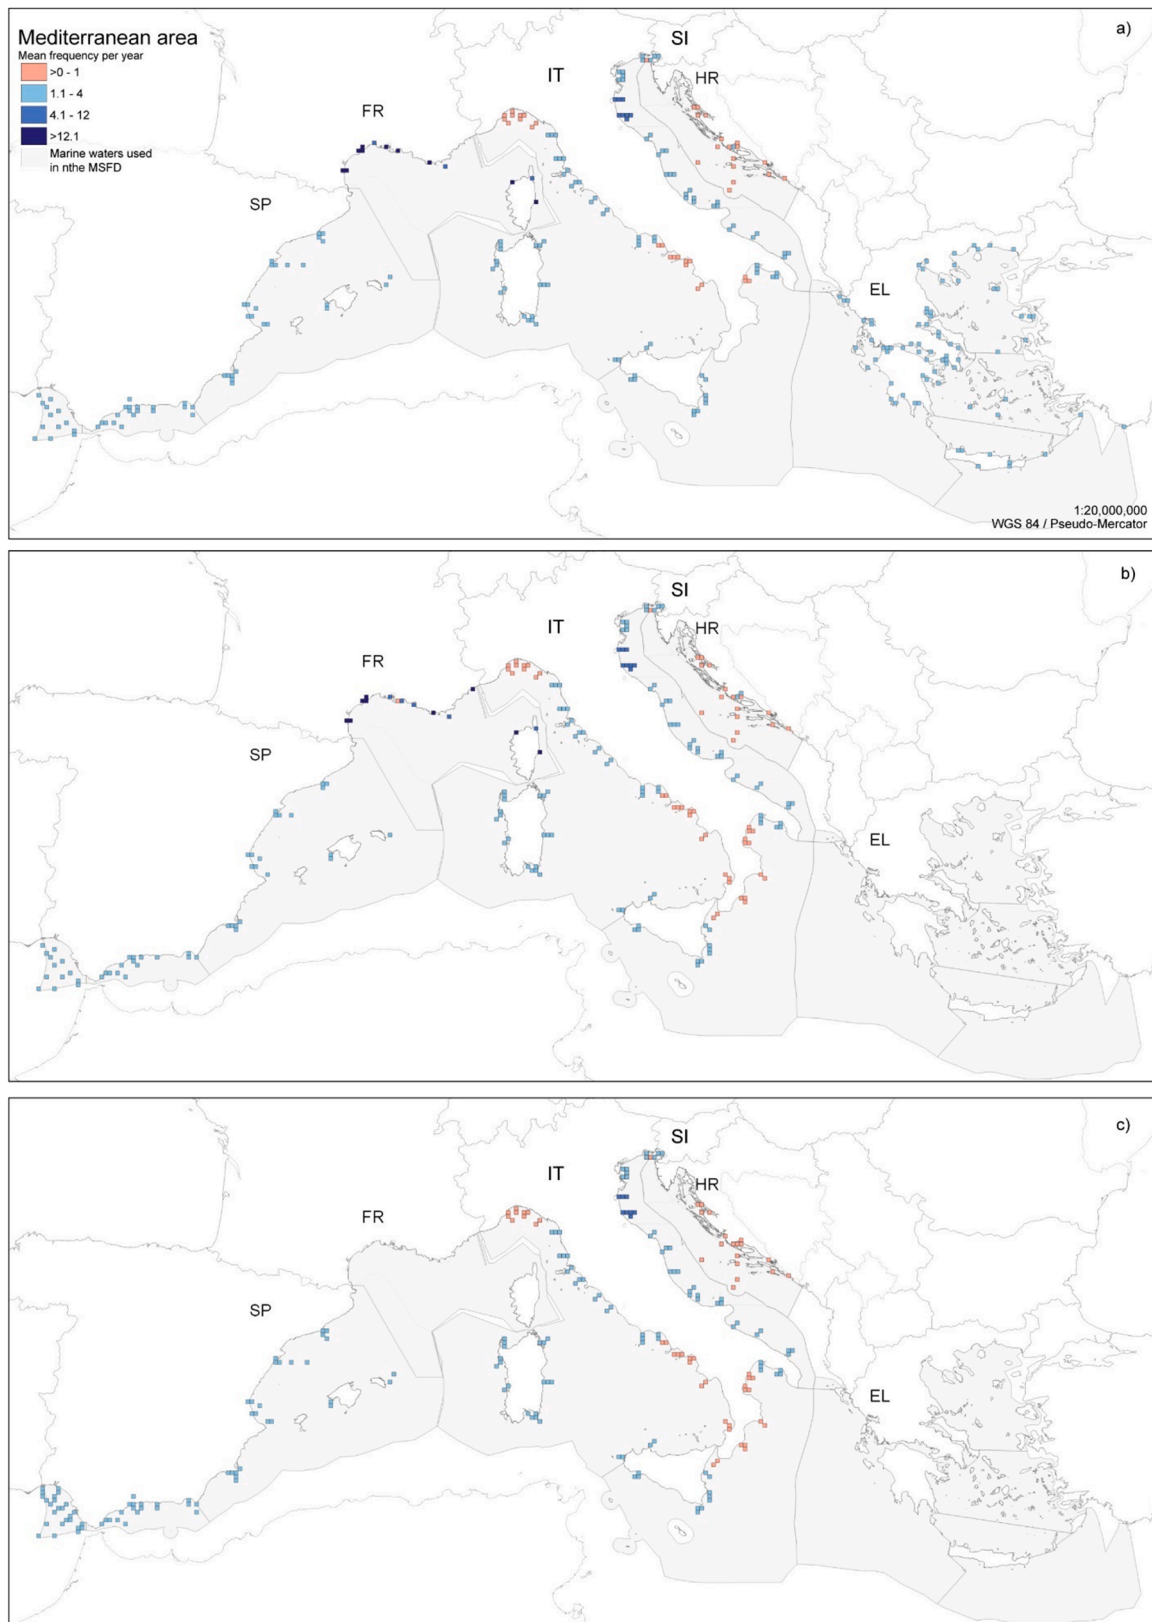 a)
Mediterranean area
Mean frequency per year
>0 - 1
1.1 - 4
4.1 - 12
>12.1
Marine waters used
in nthe MSFD
SI
IT
HR
FR
SP
EL
1:20,000,000
WGS 84 / Pseudo-Mercator
b)
SI
IT
HR
FR
SP
EL
c)
SI
IT
HR
FR
SP
EL